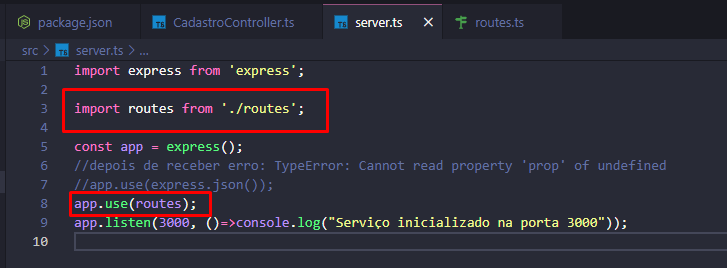 package.json CadastroController.ts server.ts × routes.ts
src > server.ts > ...
1 import express from 'express';
2
3 import routes from './routes';
4
5 const app = express();
6 //depois de receber erro: TypeError: Cannot read property 'prop' of undefined
7 //app.use(express.json());
8 app.use(routes);
9 app.listen(3000, ()=>console.log("Serviço inicializado na porta 3000"));
10